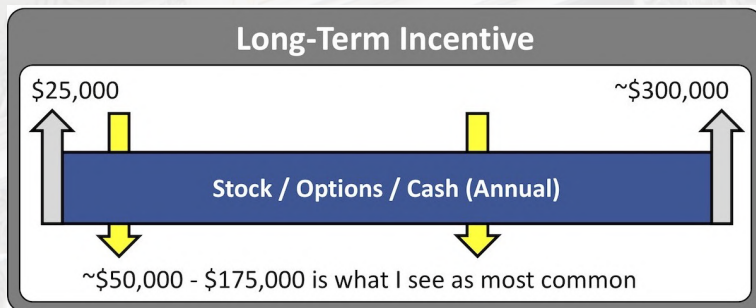 Long-Term Incentive
$25,000 ~$300,000
Stock / Options / Cash (Annual)
~$50,000 - $175,000 is what I see as most common